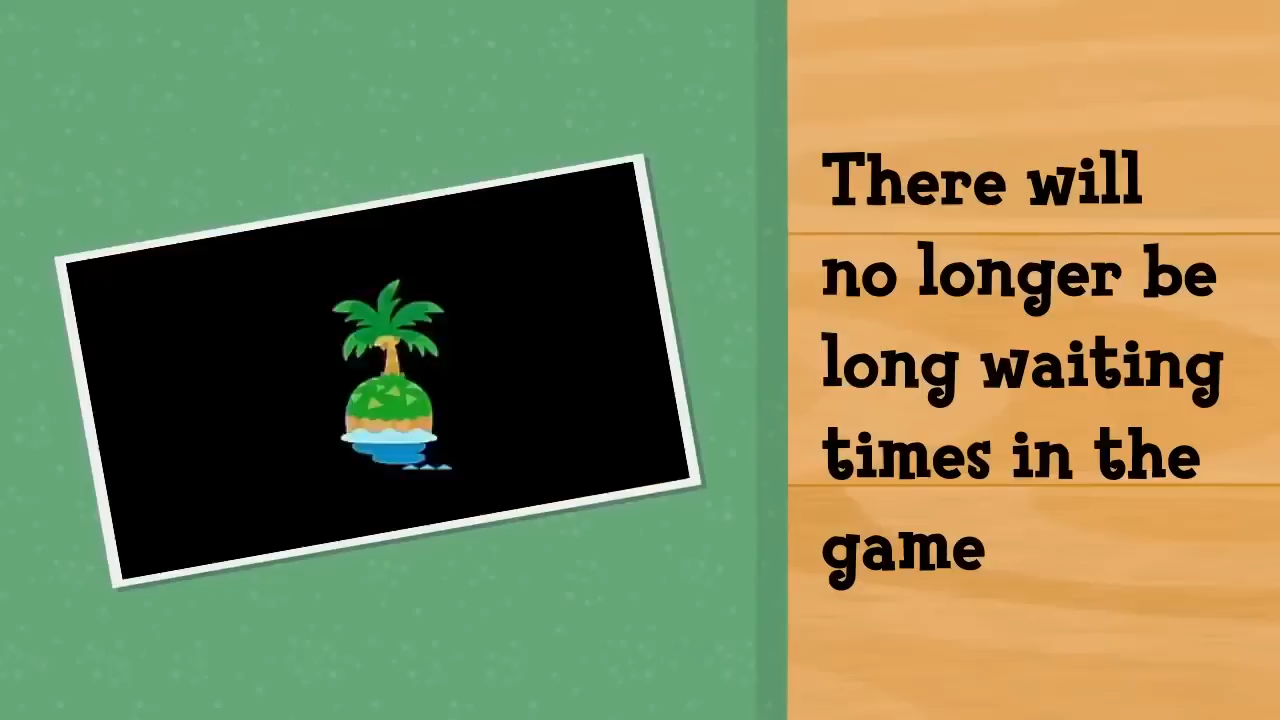 There will
no longer be
long waiting
times in the
game